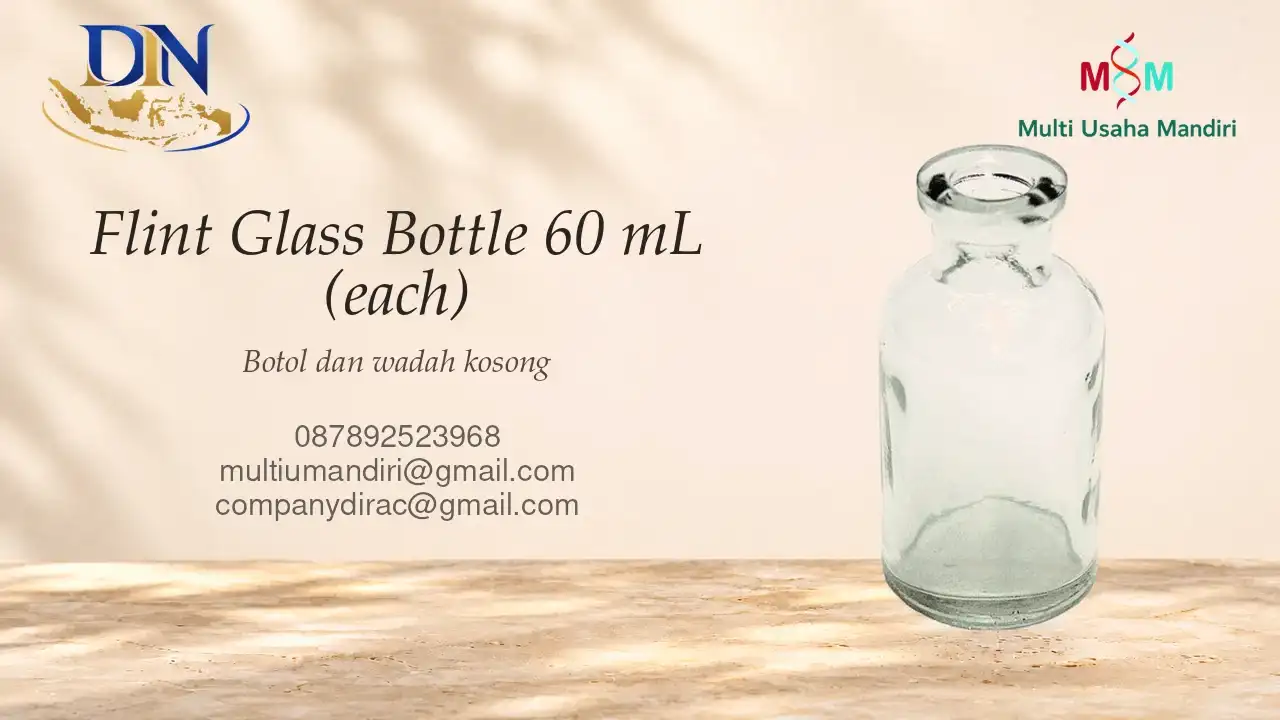 DN
M M
Multi Usaha Mandiri
Flint Glass Bottle 60 mL
(each)
Botol dan wadah kosong
087892523968
multiumandiri@gmail.com
companydirac@gmail.com